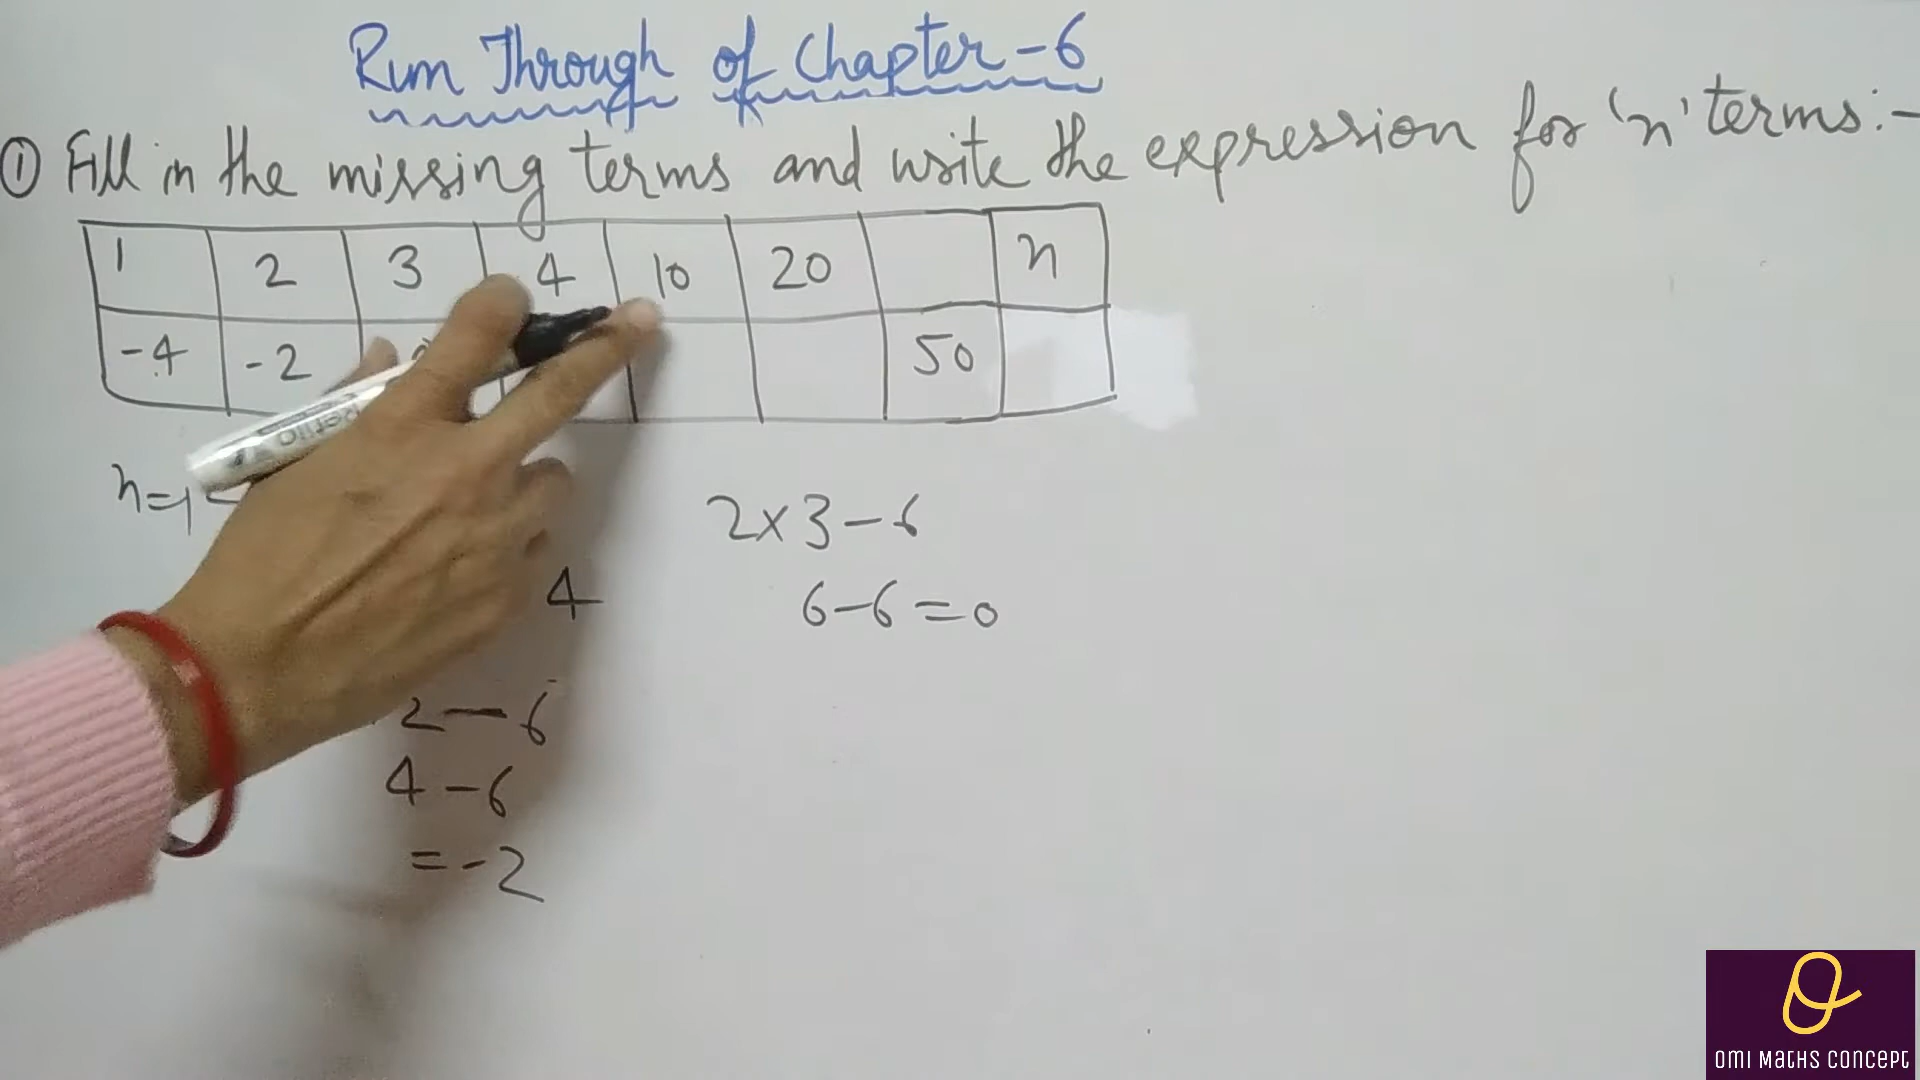 Run Through of Chapter-6
① Fill in the missing terms and write the expression for 'n' terms:-
1 2 3 4 10 20 n
-4 -2 50
n=1
2×3-6
4
6-6=0
2-6
4-6
=-2
OMI MATHS CONCEPT